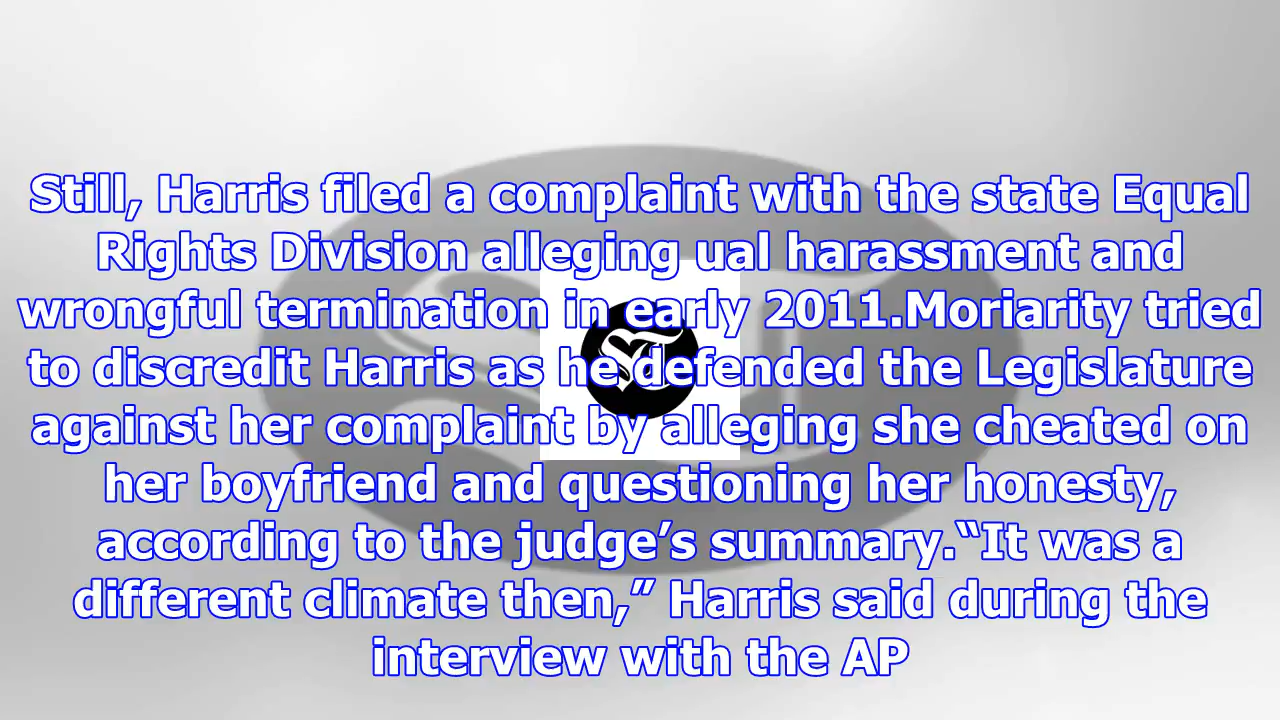 Still, Harris filed a complaint with the state Equal
Rights Division alleging ual harassment and
wrongful termination in early 2011.Moriarity tried
to discredit Harris as he defended the Legislature
against her complaint by alleging she cheated on
her boyfriend and questioning her honesty,
according to the judge’s summary.“It was a
different climate then,” Harris said during the
interview with the AP